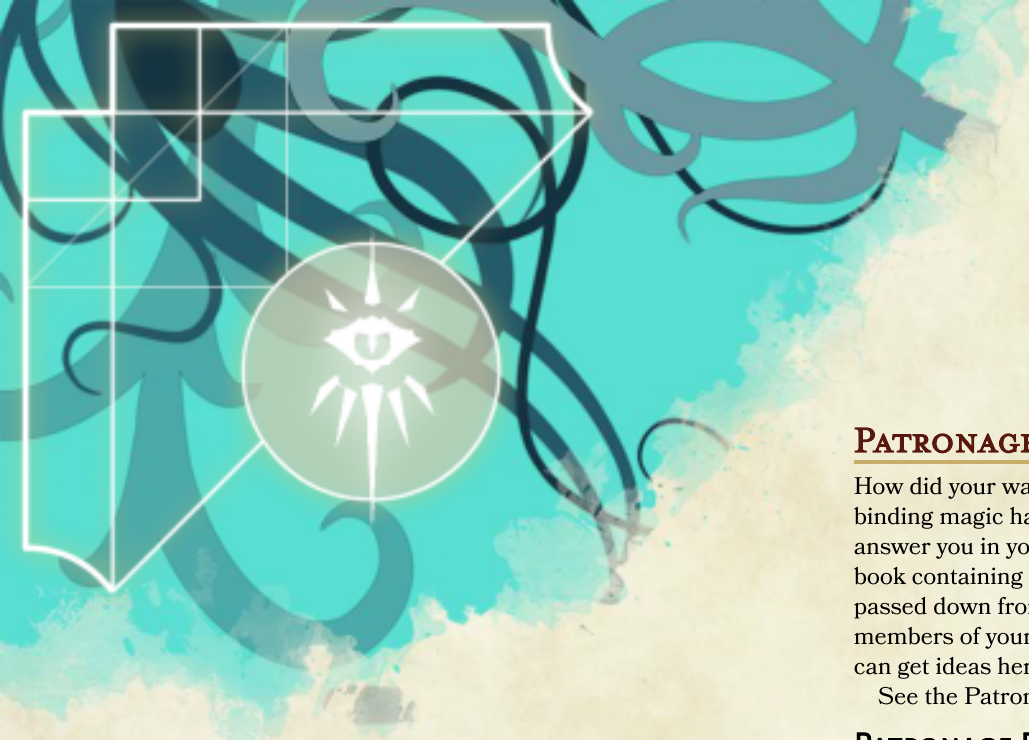 PATRONAGE
How did your wa
binding magic ha
answer you in yo
book containing
passed down fro
members of your
can get ideas her
See the Patron